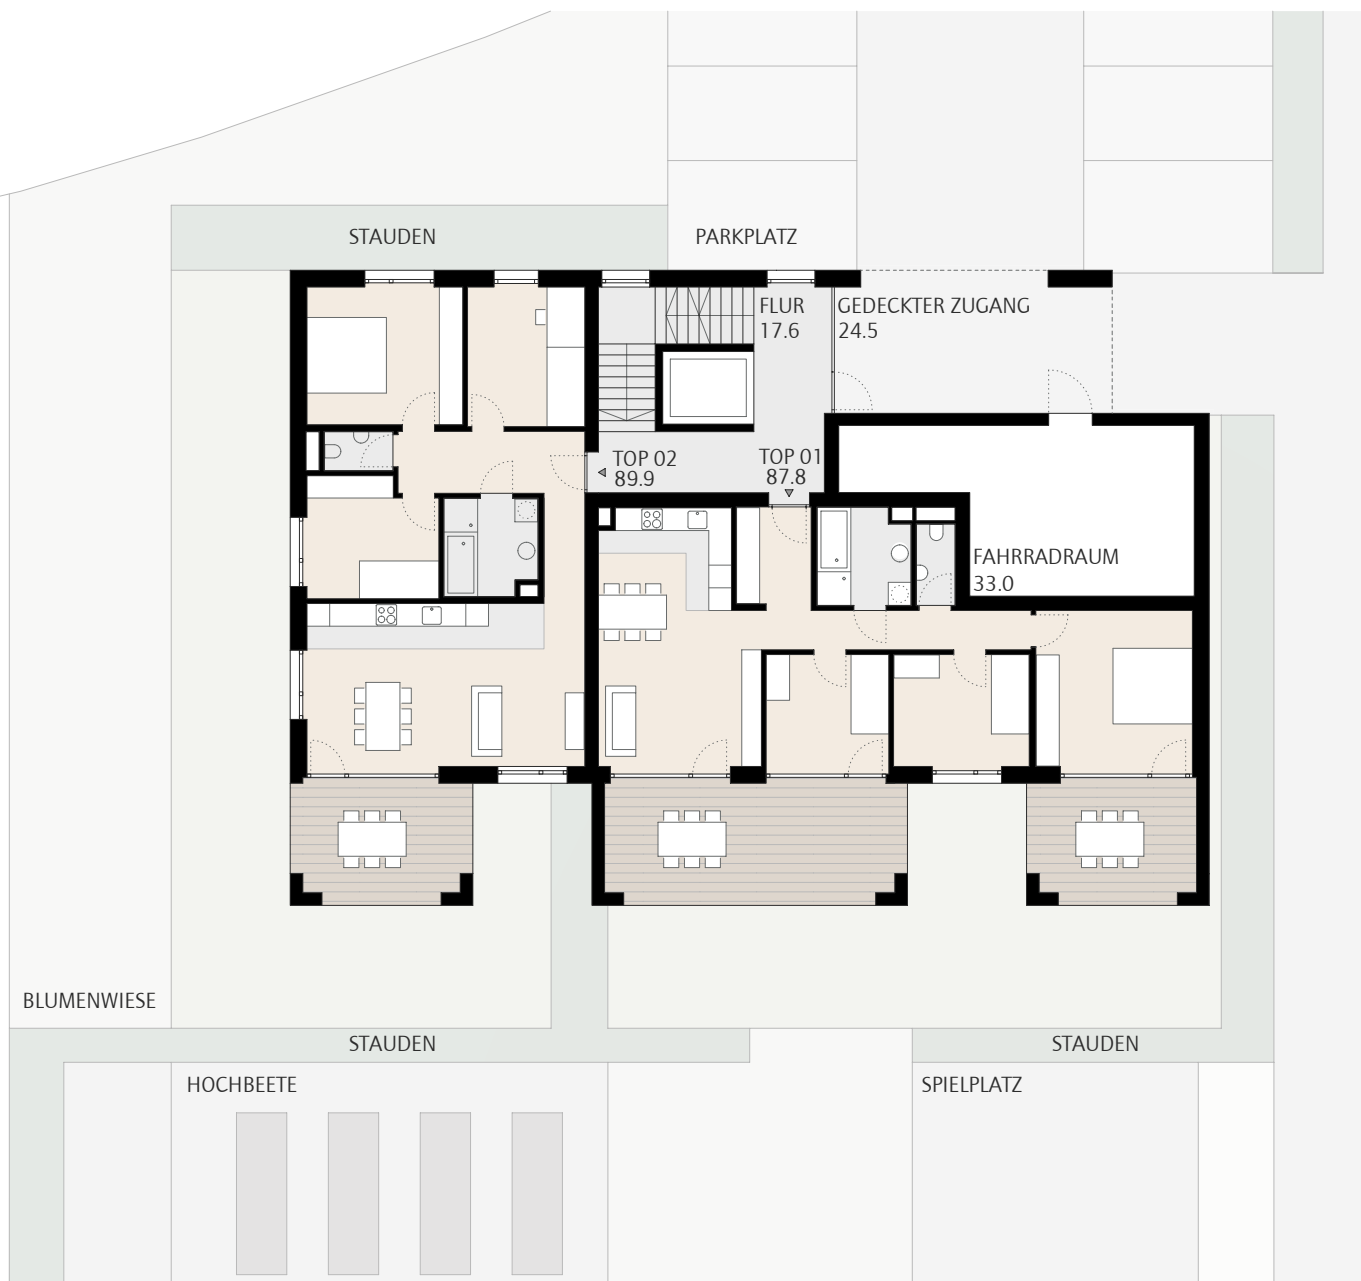 STAUDEN
PARKPLATZ
FLUR
17.6
GEDECKTER ZUGANG
24.5
TOP 02
89.9
TOP 01
87.8
FAHRRADRAUM
33.0
BLUMENWIESE
STAUDEN
STAUDEN
HOCHBEETE
SPIELPLATZ